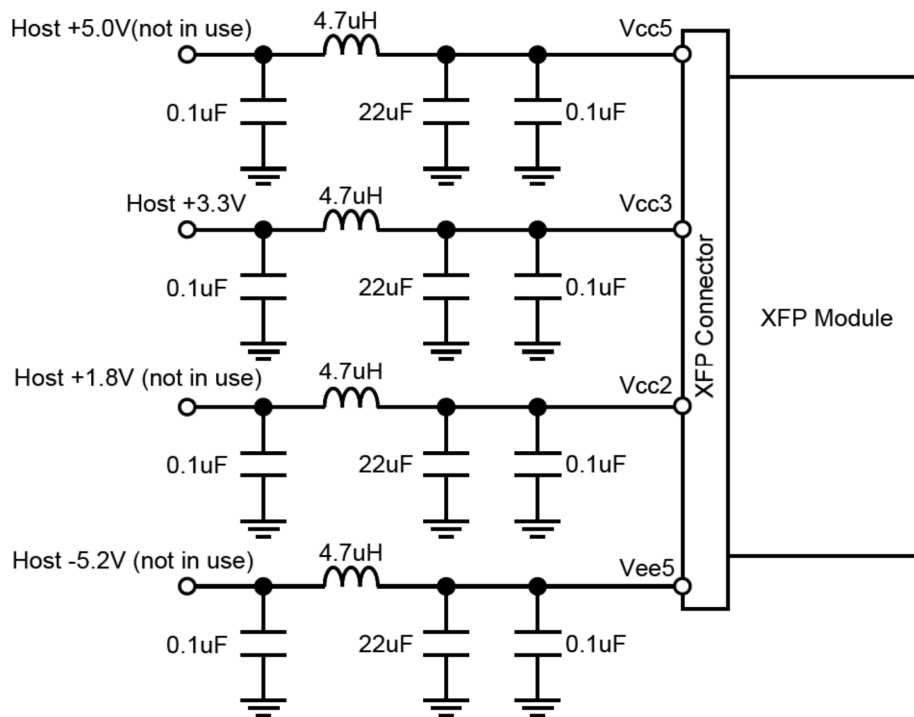 Host +5.0V(not in use)
4.7uH
Vcc5
0.1uF
22uF
0.1uF
Host +3.3V
4.7uH
Vcc3
0.1uF
22uF
0.1uF
XFP Connector
XFP Module
Host +1.8V (not in use)
4.7uH
Vcc2
0.1uF
22uF
0.1uF
Host -5.2V (not in use)
4.7uH
Vee5
0.1uF
22uF
0.1uF